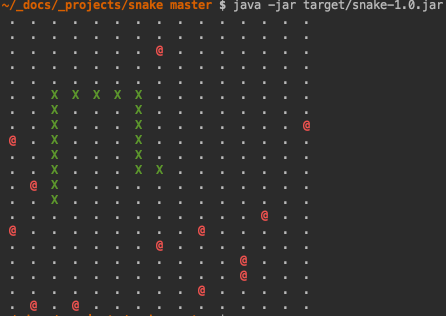 ~/_docs/_projects/snake master $ java -jar target/snake-1.0.jar
. . . . . . . . . . . . . . .
. . . . . . . . . . . . . . .
. . . . . . . @ . . . . . . .
. . . . . . . . . . . . . . .
. . . . . . . . . . . . . . .
. . X X X X X . . . . . . . .
. . X . . . X . . . . . . . .
. . X . . . X . . . . . . . @
@ . X . . . X . . . . . . . .
. . X . . . X . . . . . . . .
. . X . . . X X . . . . . . .
. @ X . . . . . . . . . . . .
. . X . . . . . . . . . . . .
. . . . . . . . . . . . @ . .
@ . . . . . . . . @ . . . . .
. . . . . . . @ . . . . . . .
. . . . . . . . . . . @ . . .
. . . . . . . . . . . @ . . .
. . . . . . . . . @ . . . . .
. @ . @ . . . . . . . . . . .